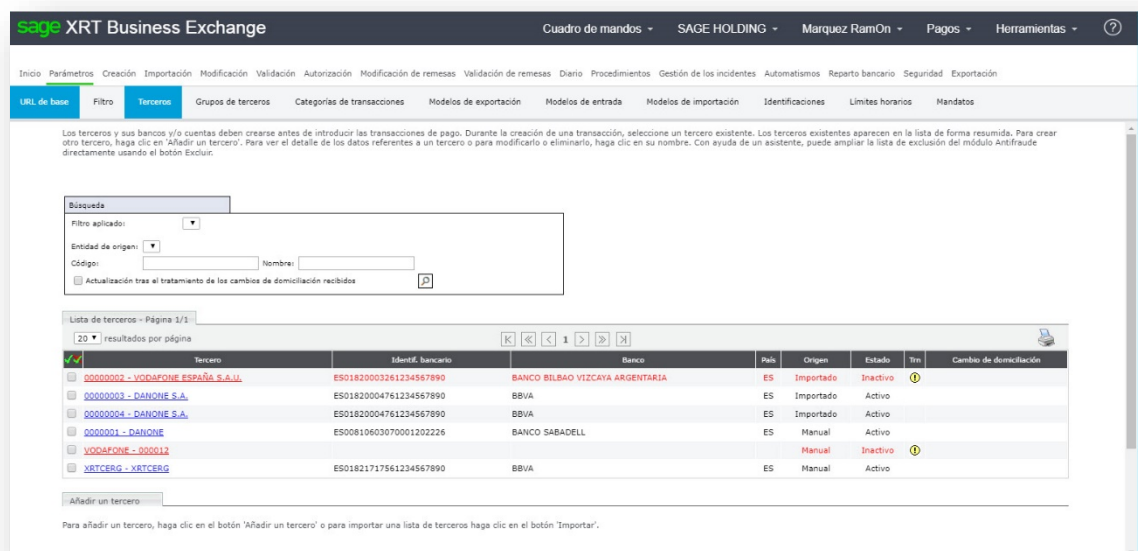 sage XRT Business Exchange Cuadro de mandos SAGE HOLDING Marquez RamOn Pagos Herramientas ?
Inicio Parámetros Creación Importación Modificación Validación Autorización Modificación de remesas Validación de remesas Diario Procedimientos Gestión de los incidentes Automatismos Reparto bancario Seguridad Exportación
URL de base Filtro Terceros Grupos de terceros Categorías de transacciones Modelos de exportación Modelos de entrada Modelos de importación Identificaciones Límites horarios Mandatos
Los terceros y sus bancos y/o cuentas deben crearse antes de introducir las transacciones de pago. Durante la creación de una transacción, seleccione un tercero existente. Los terceros existentes aparecen en la lista de forma resumida. Para crear
otro tercero, haga clic en 'Añadir un tercero'. Para ver el detalle de los datos referentes a un tercero o para modificarlo o eliminarlo, haga clic en su nombre. Con ayuda de un asistente, puede ampliar la lista de exclusión del módulo Antifraude
directamente usando el botón Excluir.
Búsqueda
Filtro aplicado:
Entidad de origen:
Código: Nombre:
Actualización tras el tratamiento de los cambios de domiciliación recibidos
Lista de terceros - Página 1/1
20 resultados por página 1
Tercero Identif. bancario Banco País Origen Estado Trn Cambio de domiciliación
00000002 - VODAFONE ESPAÑA S.A.U. ES01820003261234567890 BANCO BILBAO VIZCAYA ARGENTARIA ES Importado Inactivo
00000003 - DANONE S.A. ES01820004761234567890 BBVA ES Importado Activo
00000004 - DANONE S.A. ES01820004761234567890 BBVA ES Importado Activo
0000001 - DANONE ES00810603070001202226 BANCO SABADELL ES Manual Activo
VODAFONE - 000012 Manual Inactivo
XRTCERG - XRTCERG ES01821717561234567890 BBVA ES Manual Activo
Añadir un tercero
Para añadir un tercero, haga clic en el botón 'Añadir un tercero' o para importar una lista de terceros haga clic en el botón 'Importar'.